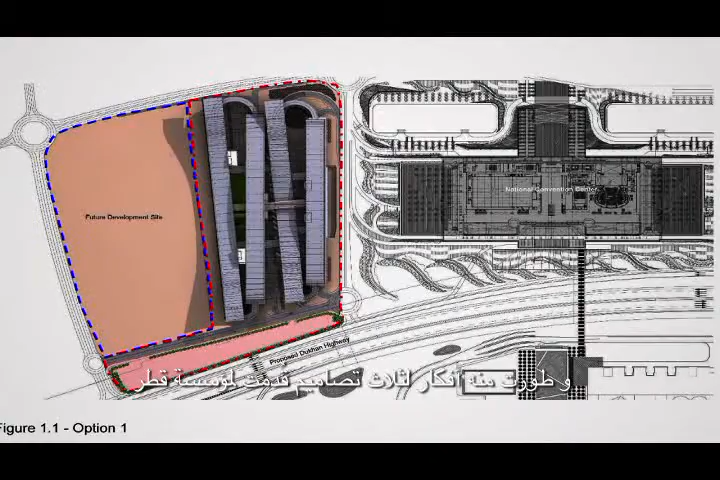 National Convention Center
Future Development Site
Proposed Dukhan Highway
و طورت منه أفكار لثلاث تصاميم قدمت لمؤسسة قطر
Figure 1.1 - Option 1